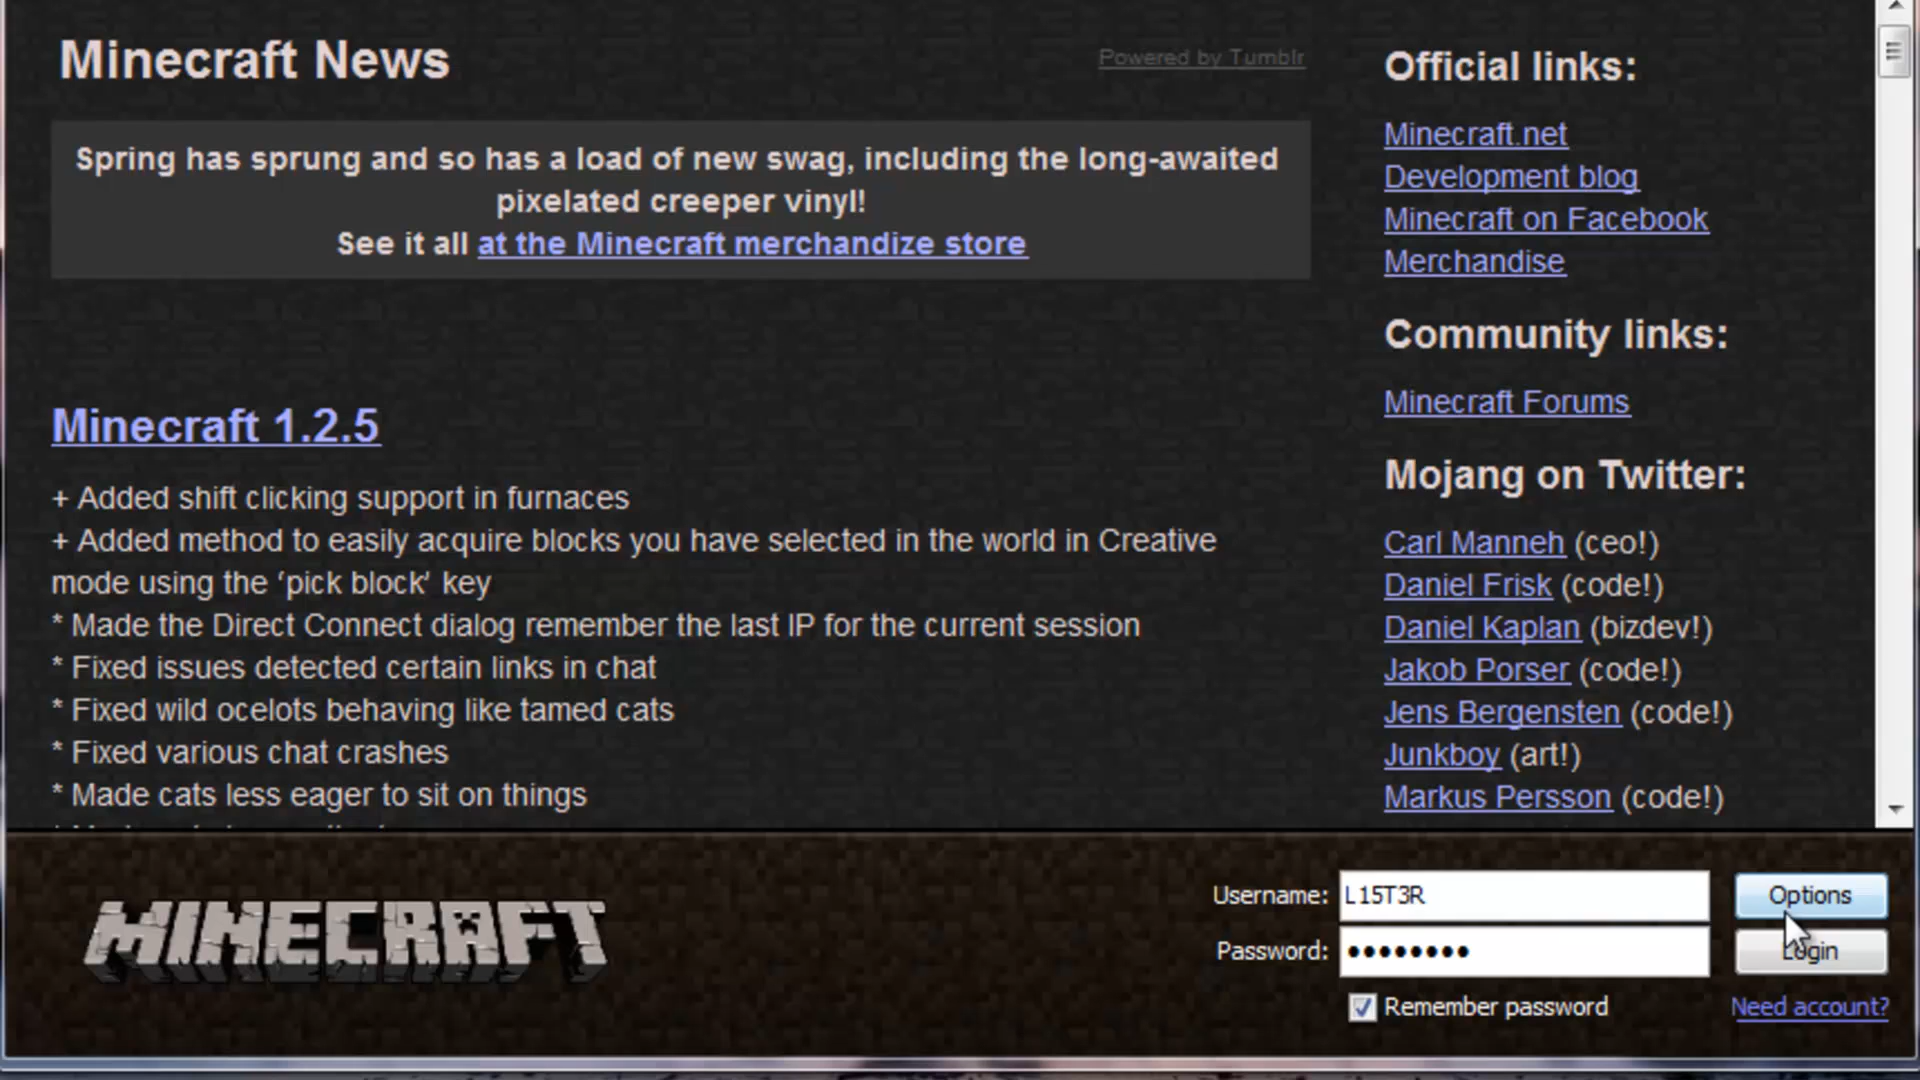 Minecraft News
Powered by Tumblr
Spring has sprung and so has a load of new swag, including the long-awaited
pixelated creeper vinyl!
See it all at the Minecraft merchandize store
Minecraft 1.2.5
+ Added shift clicking support in furnaces
+ Added method to easily acquire blocks you have selected in the world in Creative
mode using the ‘pick block’ key
* Made the Direct Connect dialog remember the last IP for the current session
* Fixed issues detected certain links in chat
* Fixed wild ocelots behaving like tamed cats
* Fixed various chat crashes
* Made cats less eager to sit on things
Official links:
Minecraft.net
Development blog
Minecraft on Facebook
Merchandise
Community links:
Minecraft Forums
Mojang on Twitter:
Carl Manneh (ceo!)
Daniel Frisk (code!)
Daniel Kaplan (bizdev!)
Jakob Porser (code!)
Jens Bergensten (code!)
Junkboy (art!)
Markus Persson (code!)
MINECRAFT
Username: L15T3R
Options
Password: ••••••••
Login
Remember password
Need account?